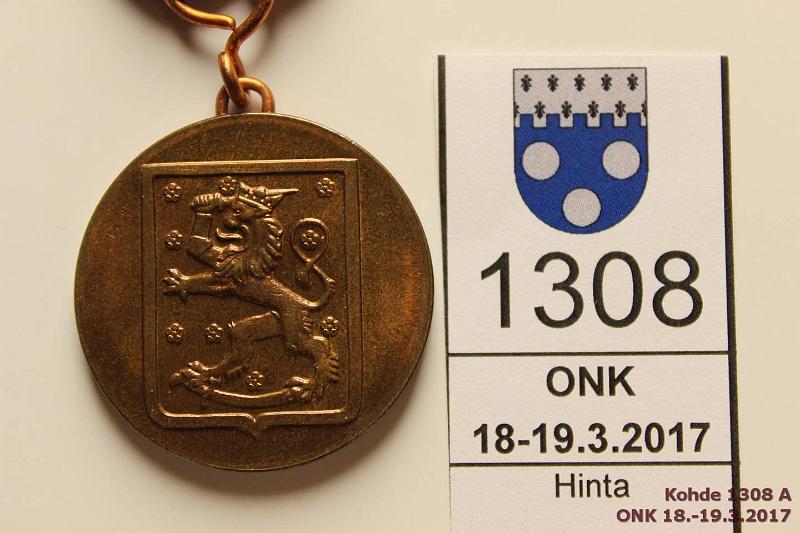 1308
ONK
18-19.3.2017
Hinta
Kohde 1308 A
ONK 18.-19.3.2017